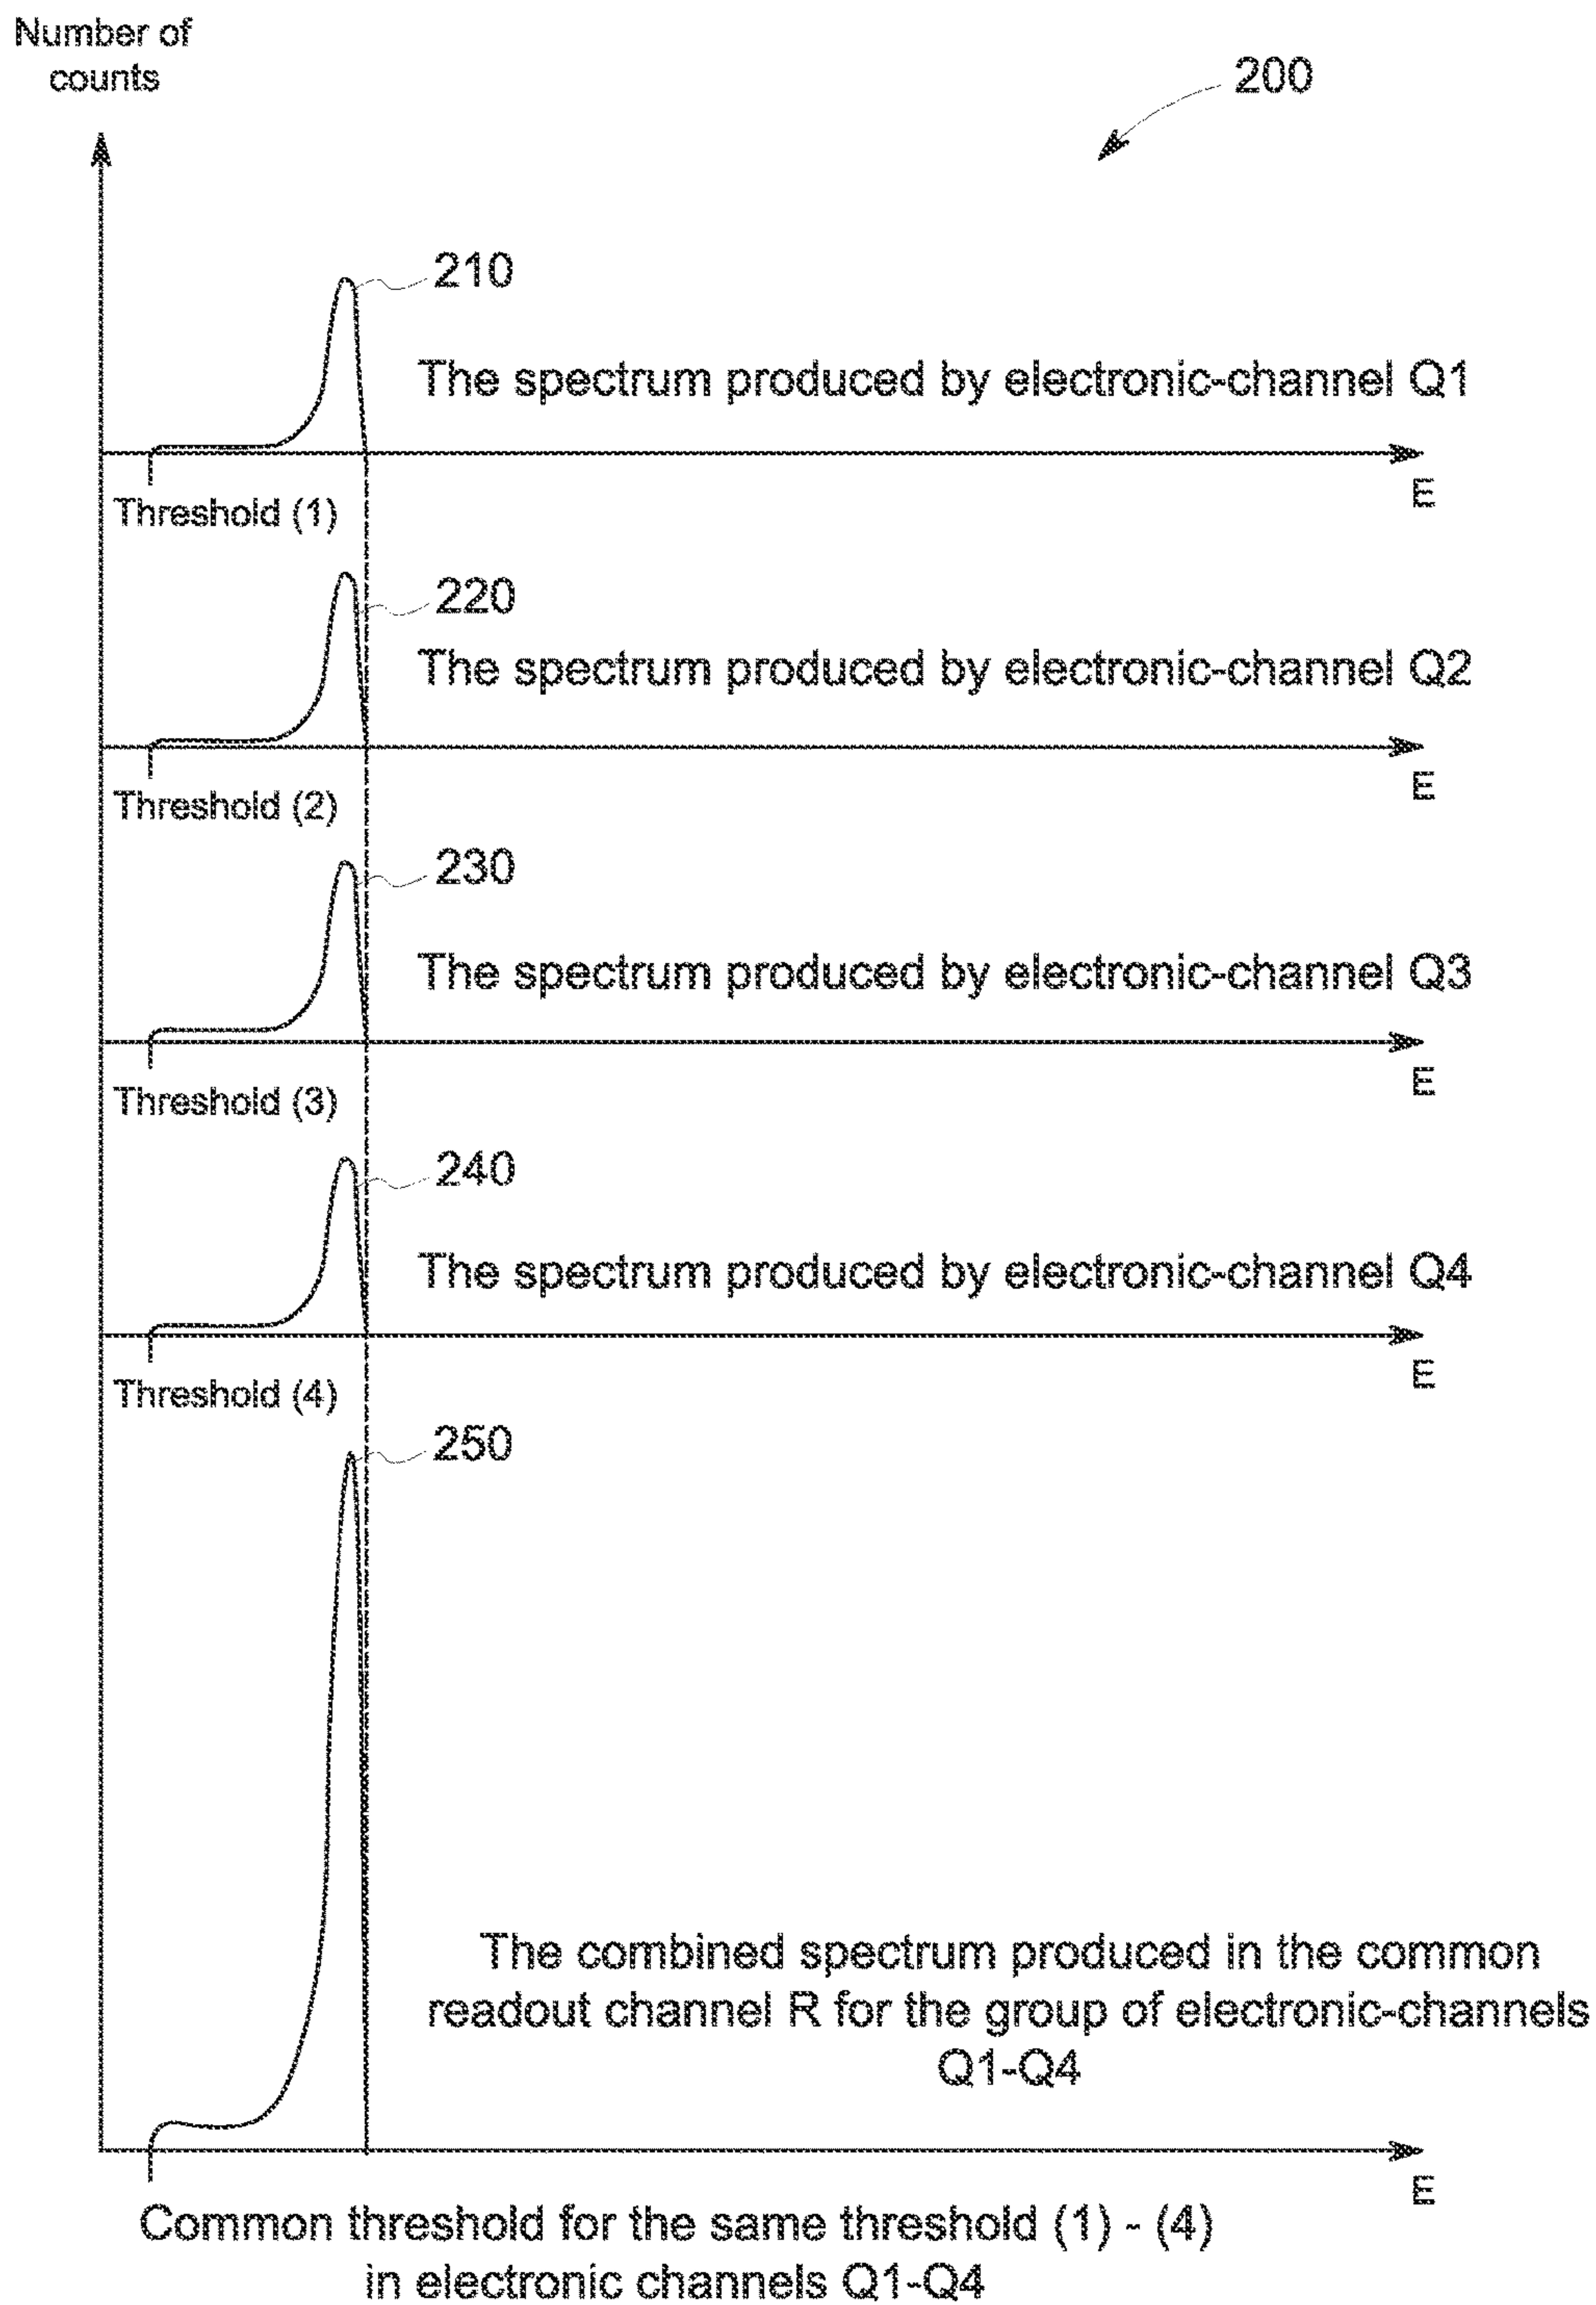 Number of
counts
200
210
The spectrum produced by electronic-channel Q1
E
Threshold (1)
220
The spectrum produced by electronic-channel Q2
E
Threshold (2)
230
The spectrum produced by electronic-channel Q3
E
Threshold (3)
240
The spectrum produced by electronic-channel Q4
E
Threshold (4)
250
The combined spectrum produced in the common
readout channel R for the group of electronic-channels
Q1-Q4
E
Common threshold for the same threshold (1) - (4)
in electronic channels Q1-Q4